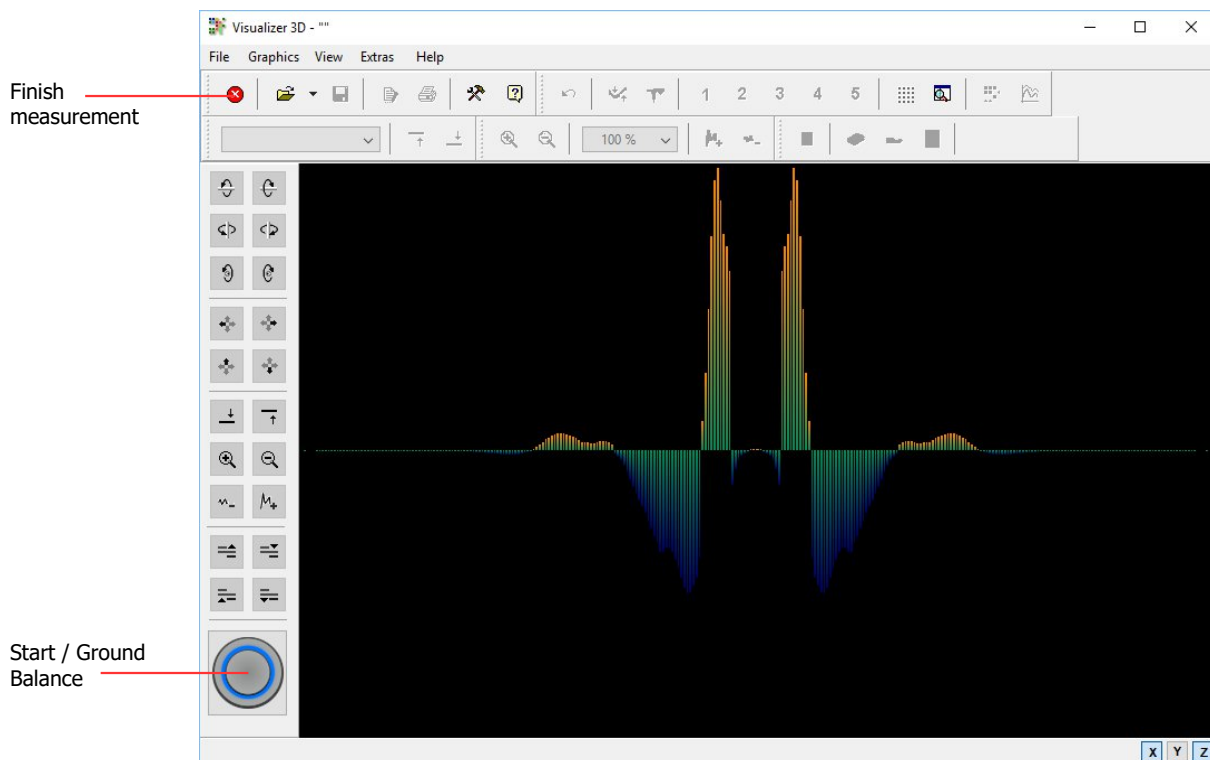 Visualizer 3D - ""
File Graphics View Extras Help
Finish
measurement
1 2 3 4 5
100 %
Start / Ground
Balance
X Y Z